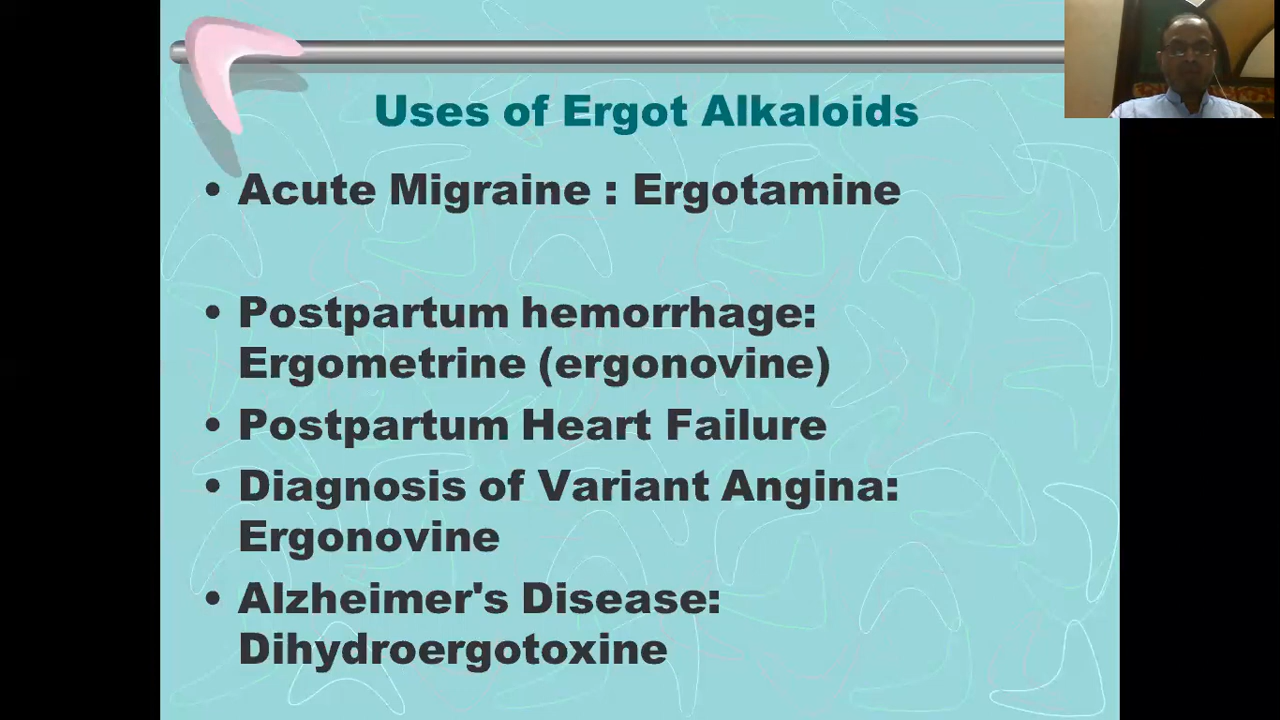 Uses of Ergot Alkaloids
• Acute Migraine : Ergotamine
• Postpartum hemorrhage:
Ergometrine (ergonovine)
• Postpartum Heart Failure
• Diagnosis of Variant Angina:
Ergonovine
• Alzheimer's Disease:
Dihydroergotoxine